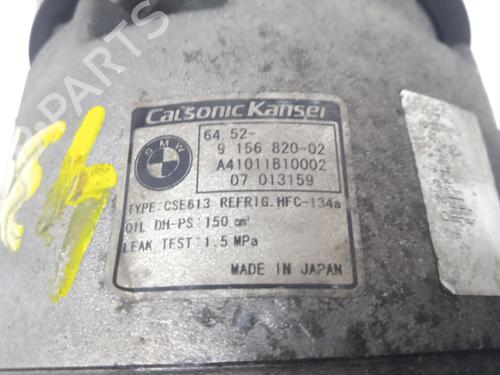 B-PARTS
Calsonic Kansei
BMW
64 52-
9 156 820-02
A41011B10002
07 013159
TYPE:CSE613 REFRIG.HFC-134a
OIL DH-PS:150 cm³
LEAK TEST:1.5 MPa
MADE IN JAPAN